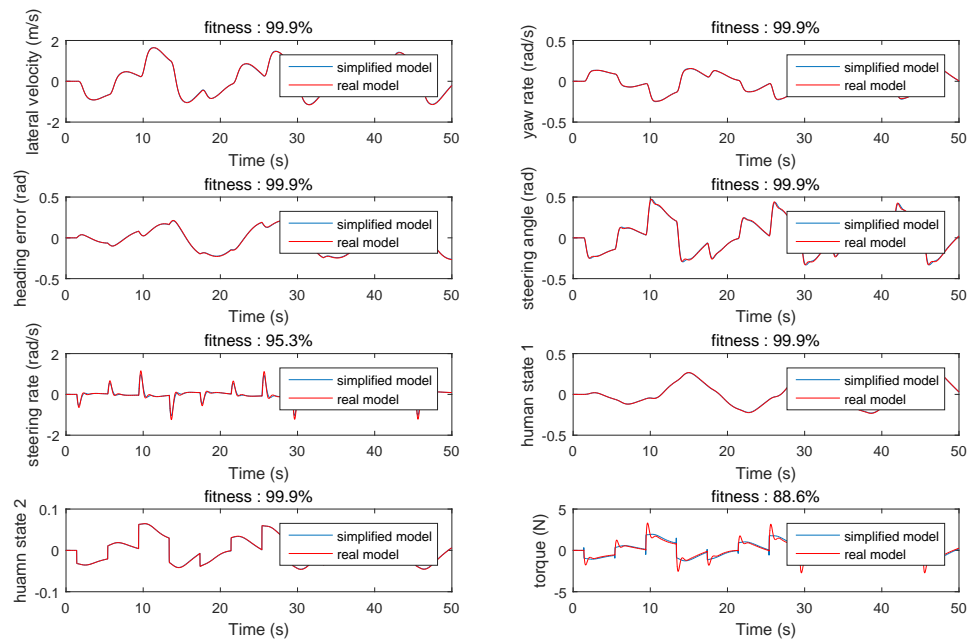 fitness : 99.9%
lateral velocity (m/s)
2
0
-2
simplified model
real model
0 10 20 30 40 50
Time (s)
fitness : 99.9%
yaw rate (rad/s)
0.5
0
-0.5
simplified model
real model
0 10 20 30 40 50
Time (s)
fitness : 99.9%
heading error (rad)
0.5
0
-0.5
simplified model
real model
0 10 20 30 40 50
Time (s)
fitness : 99.9%
steering angle (rad)
0.5
0
-0.5
simplified model
real model
0 10 20 30 40 50
Time (s)
fitness : 95.3%
steering rate (rad/s)
2
0
-2
simplified model
real model
0 10 20 30 40 50
Time (s)
fitness : 99.9%
human state 1
0.5
0
-0.5
simplified model
real model
0 10 20 30 40 50
Time (s)
fitness : 99.9%
huamn state 2
0.1
0
-0.1
simplified model
real model
0 10 20 30 40 50
Time (s)
fitness : 88.6%
torque (N)
5
0
-5
simplified model
real model
0 10 20 30 40 50
Time (s)